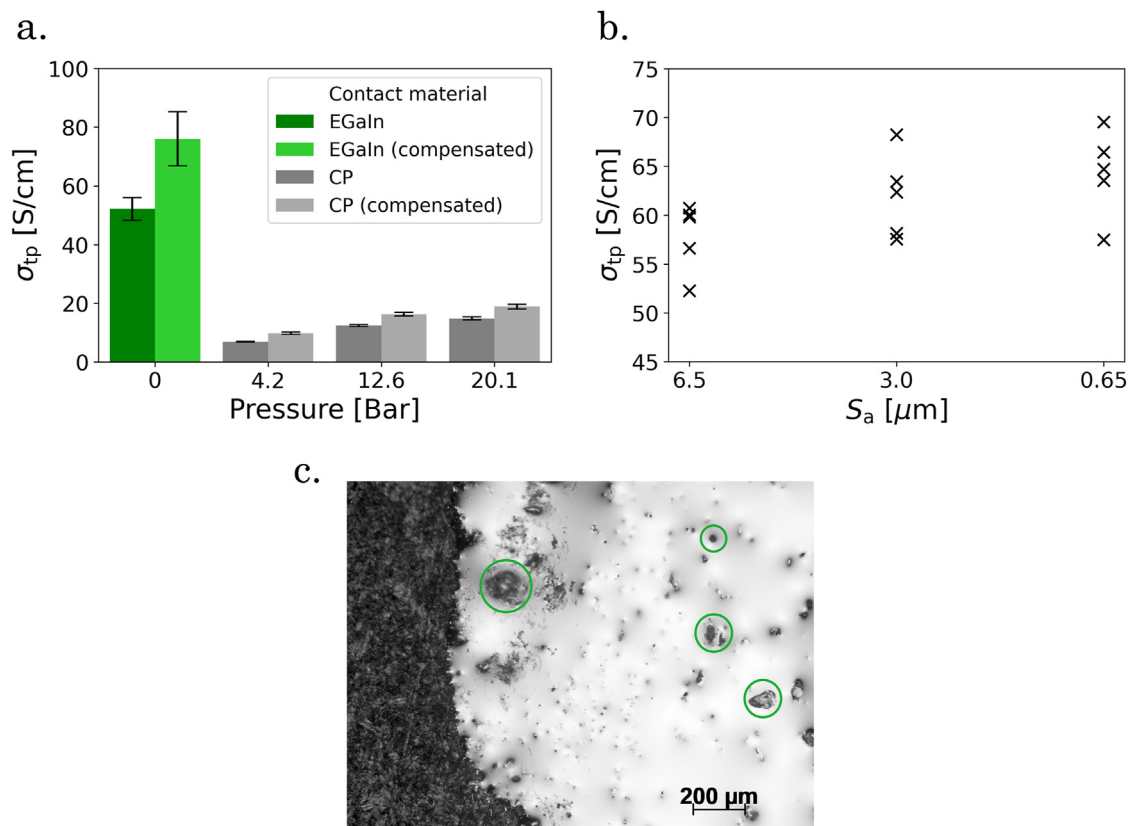 a.
100
80
60
40
20
0
σtp [S/cm]
Contact material
EGaIn
EGaIn (compensated)
CP
CP (compensated)
0 4.2 12.6 20.1
Pressure [Bar]
b.
75
70
65
60
55
50
45
σtp [S/cm]
6.5 3.0 0.65
Sa [μm]
c.
200 μm